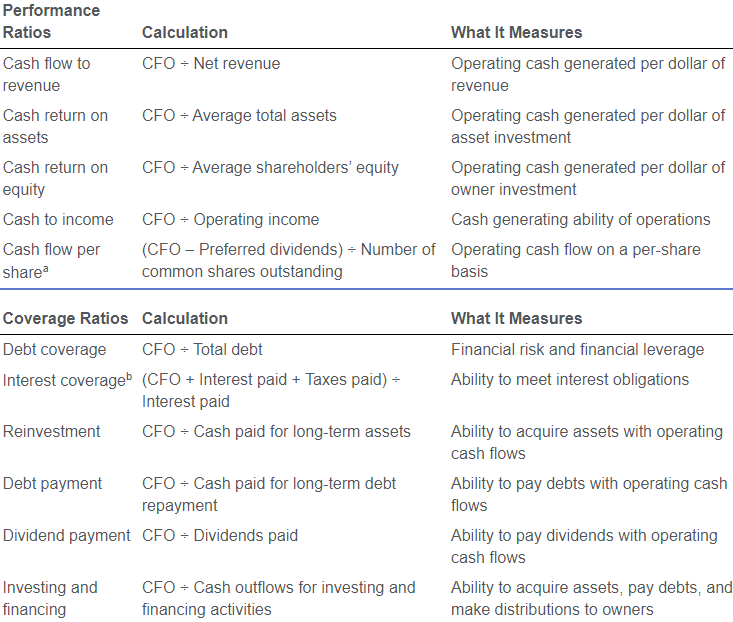 Performance
Ratios Calculation What It Measures
Cash flow to CFO ÷ Net revenue Operating cash generated per dollar of
revenue revenue
Cash return on CFO ÷ Average total assets Operating cash generated per dollar of
assets asset investment
Cash return on CFO ÷ Average shareholders’ equity Operating cash generated per dollar of
equity owner investment
Cash to income CFO ÷ Operating income Cash generating ability of operations
Cash flow per (CFO – Preferred dividends) ÷ Number of Operating cash flow on a per-share
shareᵃ common shares outstanding basis
Coverage Ratios Calculation What It Measures
Debt coverage CFO ÷ Total debt Financial risk and financial leverage
Interest coverageᵇ (CFO + Interest paid + Taxes paid) ÷ Ability to meet interest obligations
Interest paid
Reinvestment CFO ÷ Cash paid for long-term assets Ability to acquire assets with operating
cash flows
Debt payment CFO ÷ Cash paid for long-term debt Ability to pay debts with operating cash
repayment flows
Dividend payment CFO ÷ Dividends paid Ability to pay dividends with operating
cash flows
Investing and CFO ÷ Cash outflows for investing and Ability to acquire assets, pay debts, and
financing financing activities make distributions to owners